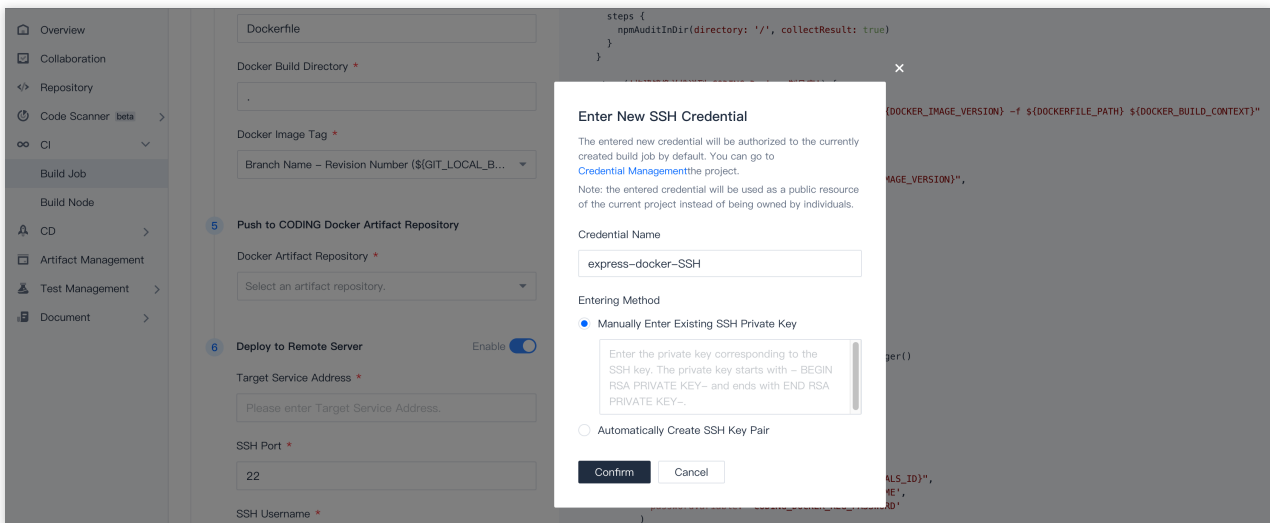 Overview
Collaboration
Repository
Code Scanner beta
CI
Build Job
Build Node
CD
Artifact Management
Test Management
Document
Dockerfile
Docker Build Directory *
.
Docker Image Tag *
Branch Name – Revision Number (${GIT_LOCAL_B...
5 Push to CODING Docker Artifact Repository
Docker Artifact Repository *
Select an artifact repository.
6 Deploy to Remote Server Enable
Target Service Address *
Please enter Target Service Address.
SSH Port *
22
SSH Username *
steps {
npmAuditInDir(directory: '/', collectResult: true)
}
}
{DOCKER_IMAGE_VERSION} -f ${DOCKERFILE_PATH} ${DOCKER_BUILD_CONTEXT}"
MAGE_VERSION}",
ger()
ALS_ID}",
ME',
RD'
)
Enter New SSH Credential
The entered new credential will be authorized to the currently
created build job by default. You can go to
Credential Managementthe project.
Note: the entered credential will be used as a public resource
of the current project instead of being owned by individuals.
Credential Name
express-docker-SSH
Entering Method
Manually Enter Existing SSH Private Key
Enter the private key corresponding to the
SSH key. The private key starts with – BEGIN
RSA PRIVATE KEY– and ends with END RSA
PRIVATE KEY–.
Automatically Create SSH Key Pair
Confirm Cancel